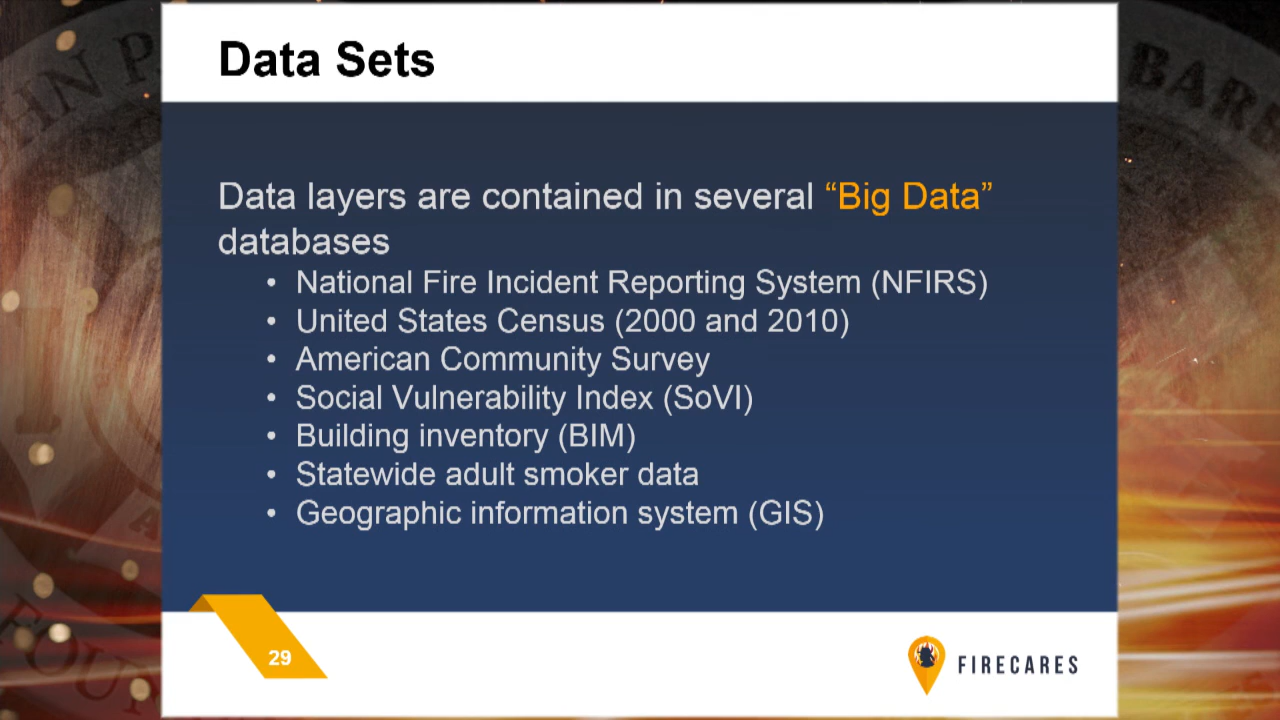 Data Sets
Data layers are contained in several “Big Data”
databases
• National Fire Incident Reporting System (NFIRS)
• United States Census (2000 and 2010)
• American Community Survey
• Social Vulnerability Index (SoVI)
• Building inventory (BIM)
• Statewide adult smoker data
• Geographic information system (GIS)
29
FIRECARES